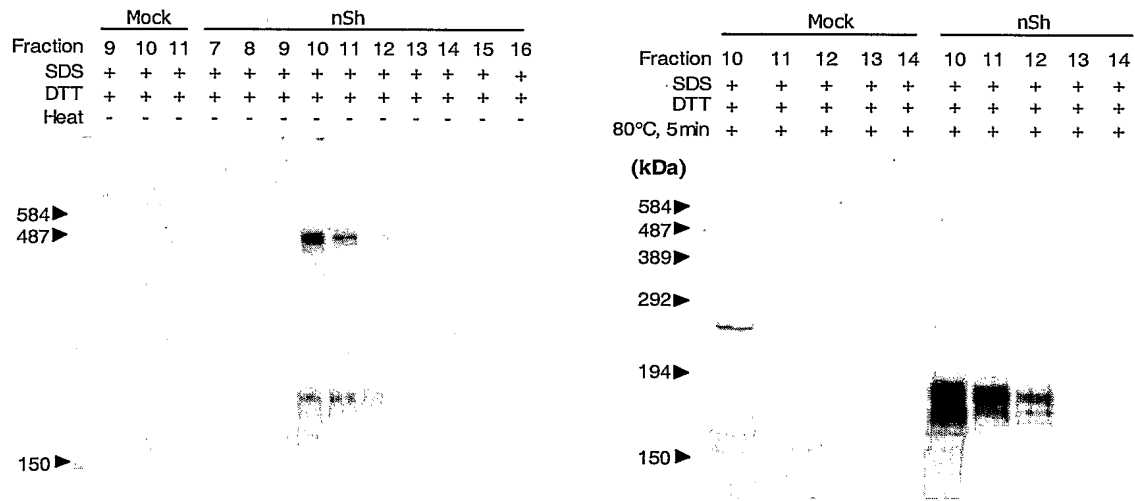 Mock nSh
Fraction 9 10 11 7 8 9 10 11 12 13 14 15 16
SDS + + + + + + + + + + + + +
DTT + + + + + + + + + + + + +
Heat - - - - - - - - - - - - -
584
487
150
Mock nSh
Fraction 10 11 12 13 14 10 11 12 13 14
SDS + + + + + + + + + +
DTT + + + + + + + + + +
80°C, 5min + + + + + + + + + +
(kDa)
584
487
389
292
194
150